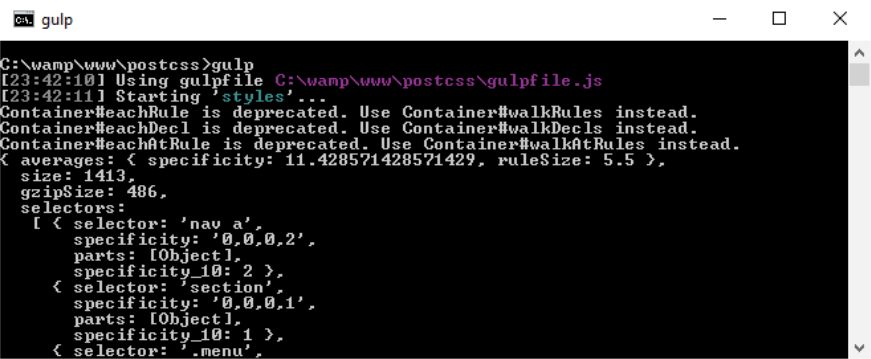 gulp
C:\wamp\www\postcss>gulp
[23:42:10] Using gulpfile C:\wamp\www\postcss\gulpfile.js
[23:42:11] Starting 'styles'...
Container#eachRule is deprecated. Use Container#walkRules instead.
Container#eachDecl is deprecated. Use Container#walkDecls instead.
Container#eachAtRule is deprecated. Use Container#walkAtRules instead.
{ averages: { specificity: 11.428571428571429, ruleSize: 5.5 },
  size: 1413,
  gzipSize: 486,
  selectors:
   [ { selector: 'nav a',
       specificity: '0,0,0,2',
       parts: [Object],
       specificity_10: 2 },
     { selector: 'section',
       specificity: '0,0,0,1',
       parts: [Object],
       specificity_10: 1 },
     { selector: '.menu',